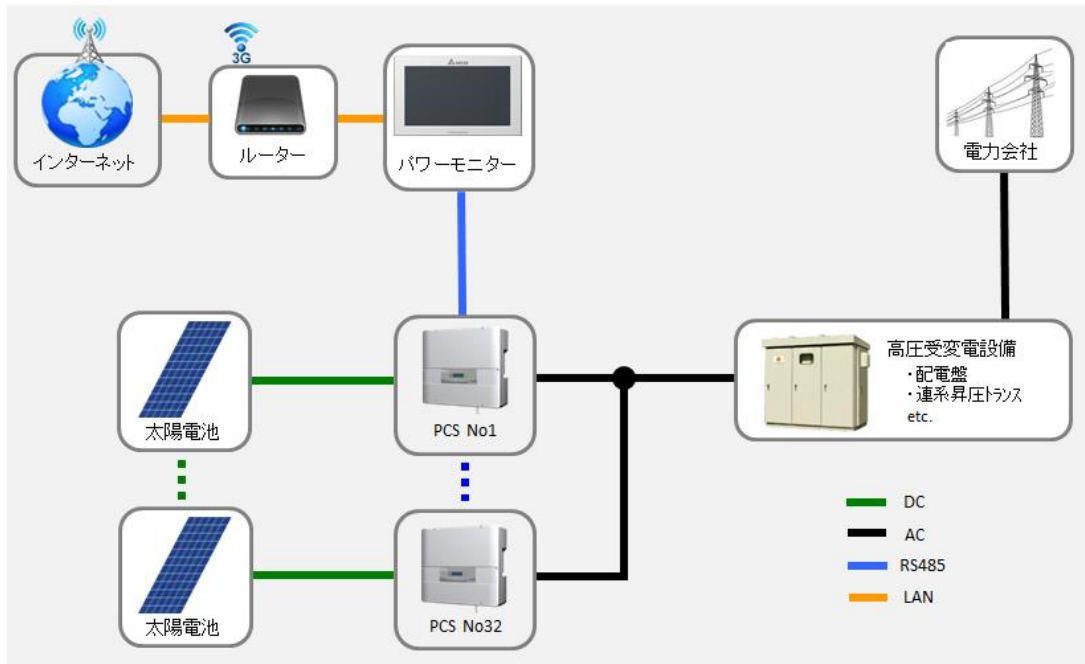 3G
インターネット
ルーター
パワーモニター
電力会社
太陽電池
PCS No1
高圧受変電設備
・配電盤
・連系昇圧トランス
etc.
太陽電池
PCS No32
DC
AC
RS485
LAN